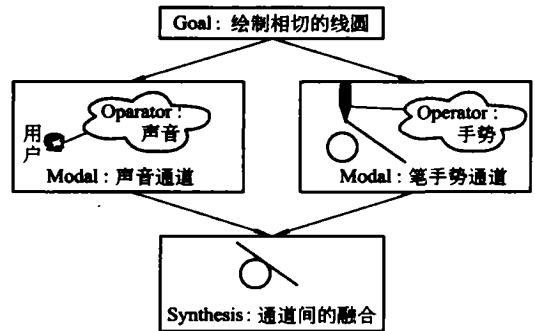 Goal：绘制相切的线圆
Oparator：
声音
用户
Modal：声音通道
Operator：
手势
Modal：笔手势通道
Synthesis：通道间的融合